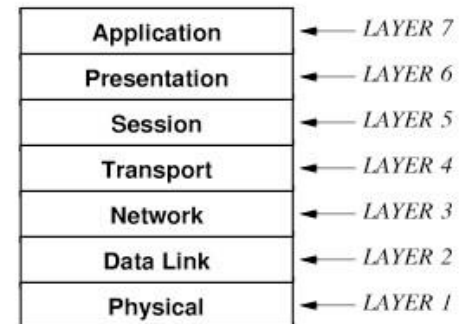 Application LAYER 7
Presentation LAYER 6
Session LAYER 5
Transport LAYER 4
Network LAYER 3
Data Link LAYER 2
Physical LAYER 1